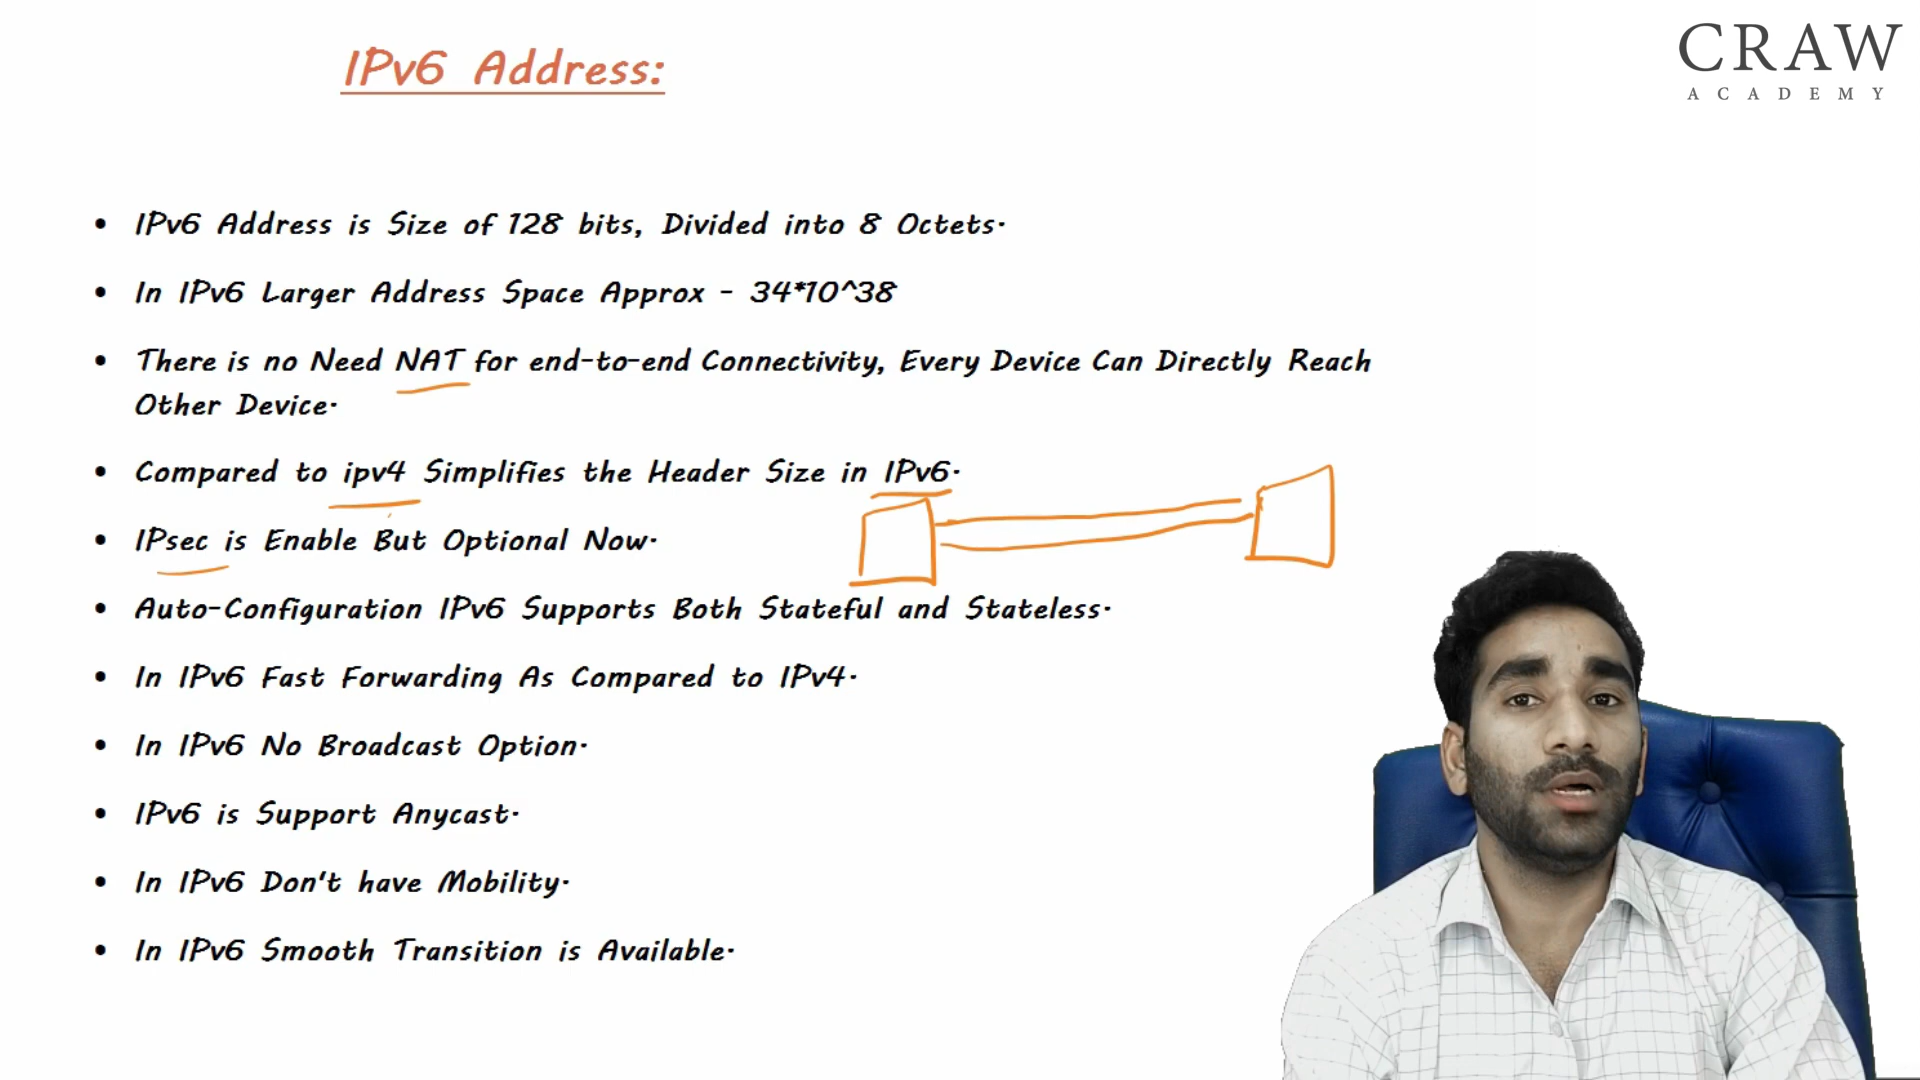 IPv6 Address:
CRAW
ACADEMY
• IPv6 Address is Size of 128 bits, Divided into 8 Octets.
• In IPv6 Larger Address Space Approx - 34*10^38
• There is no Need NAT for end-to-end Connectivity, Every Device Can Directly Reach
Other Device.
• Compared to ipv4 Simplifies the Header Size in IPv6.
• IPsec is Enable But Optional Now.
• Auto-Configuration IPv6 Supports Both Stateful and Stateless.
• In IPv6 Fast Forwarding As Compared to IPv4.
• In IPv6 No Broadcast Option.
• IPv6 is Support Anycast.
• In IPv6 Don't have Mobility.
• In IPv6 Smooth Transition is Available.